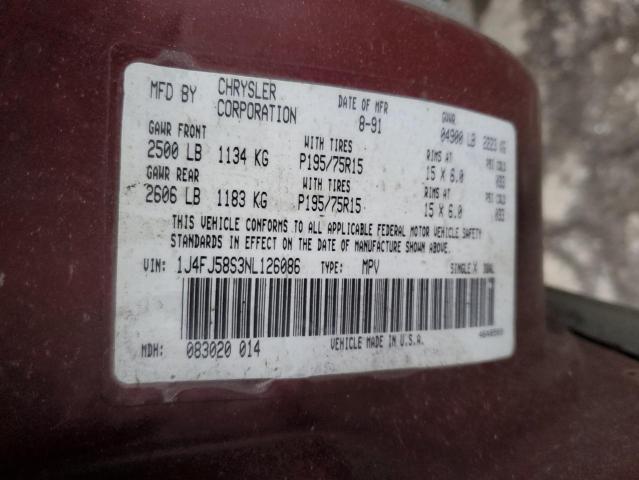 MFD BY CHRYSLER CORPORATION DATE OF MFR 8-91 GVWR 04900 LB 2223 KG
GAWR FRONT WITH TIRES RIMS AT PSI COLD
2500 LB 1134 KG P195/75R15 15 X 6.0 033
GAWR REAR WITH TIRES RIMS AT PSI COLD
2606 LB 1183 KG P195/75R15 15 X 6.0 033
THIS VEHICLE CONFORMS TO ALL APPLICABLE FEDERAL MOTOR VEHICLE SAFETY
STANDARDS IN EFFECT ON THE DATE OF MANUFACTURE SHOWN ABOVE.
VIN: 1J4FJ58S3NL126086 TYPE: MPV SINGLE X DUAL
MDH: 083020 014 VEHICLE MADE IN U.S.A.